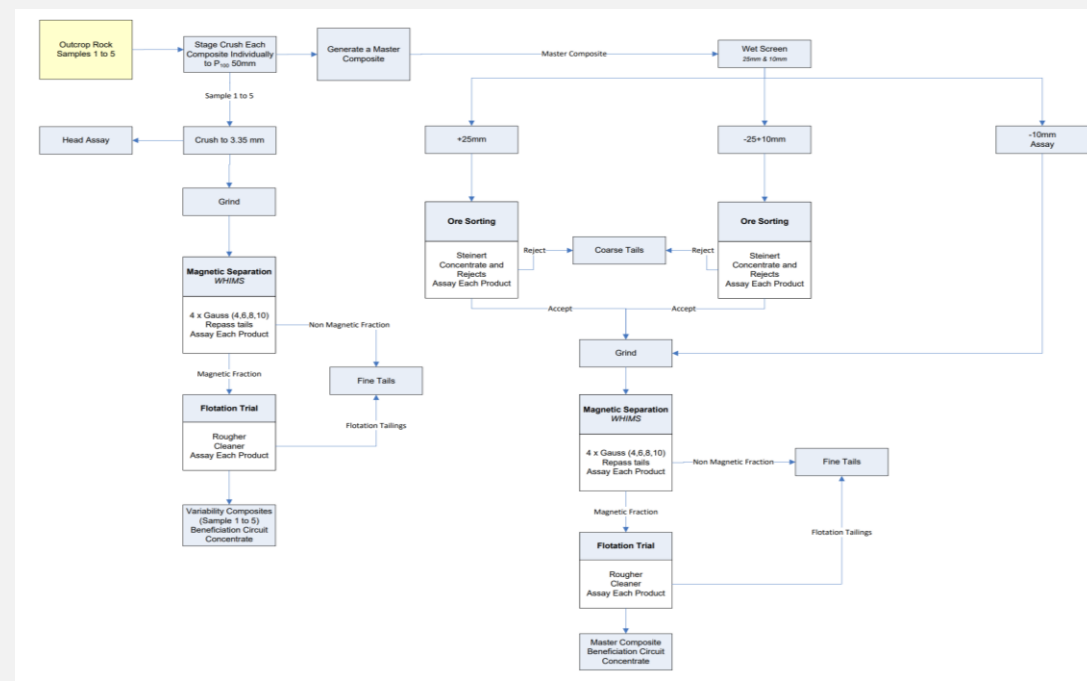 Outcrop Rock
Samples 1 to 5
Stage Crush Each
Composite Individually
to P₁₀₀ 50mm
Generate a Master
Composite
Master Composite
Wet Screen
25mm & 10mm
Sample 1 to 5
Head Assay
Crush to 3.35 mm
+25mm
-25+10mm
-10mm
Assay
Grind
Ore Sorting
Steinert
Concentrate and
Rejects
Assay Each Product
Reject
Coarse Tails
Reject
Ore Sorting
Steinert
Concentrate and
Rejects
Assay Each Product
Magnetic Separation
WHIMS
4 x Gauss (4,6,8,10)
Repass tails
Assay Each Product
Non Magnetic Fraction
Accept
Accept
Grind
Magnetic Fraction
Fine Tails
Flotation Trial
Rougher
Cleaner
Assay Each Product
Flotation Tailings
Magnetic Separation
WHIMS
4 x Gauss (4,6,8,10)
Repass tails
Assay Each Product
Non Magnetic Fraction
Fine Tails
Variability Composites
(Sample 1 to 5)
Beneficiation Circuit
Concentrate
Magnetic Fraction
Flotation Tailings
Flotation Trial
Rougher
Cleaner
Assay Each Product
Master Composite
Beneficiation Circuit
Concentrate